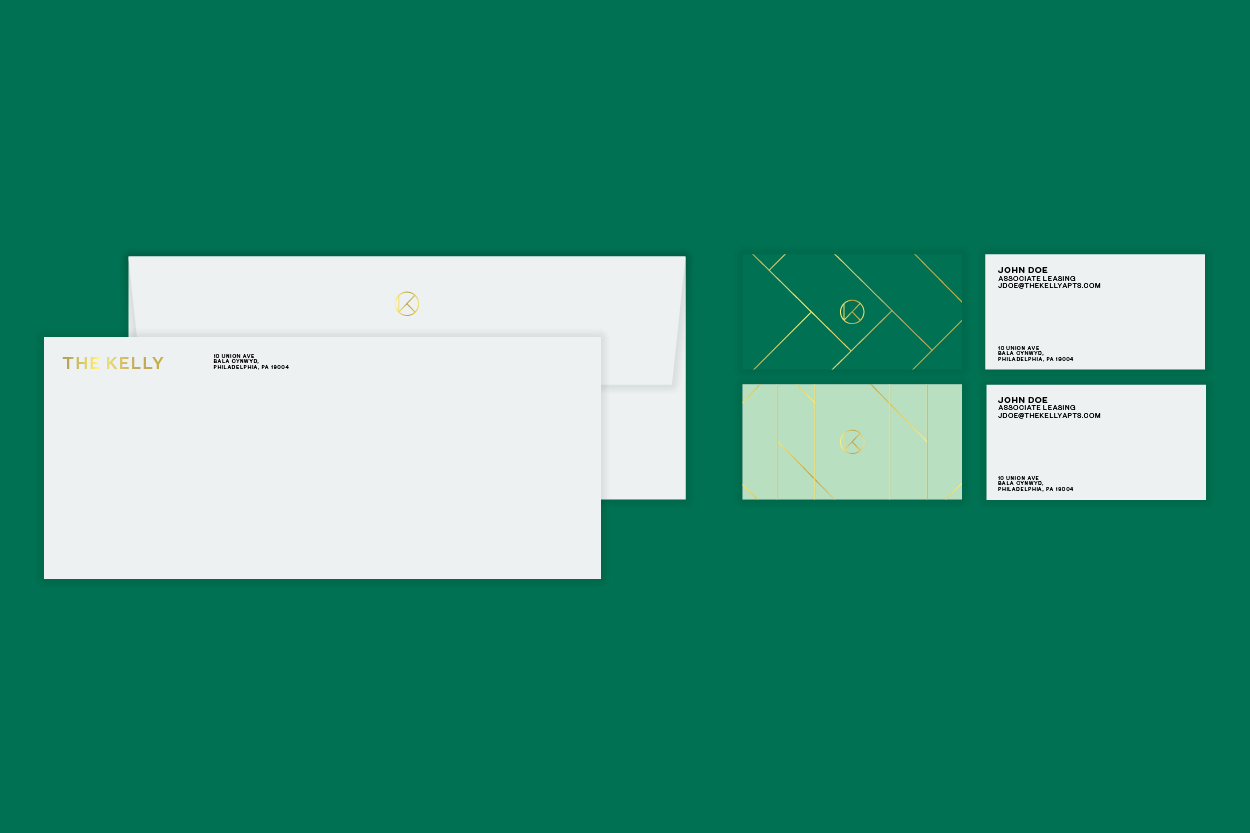 THE KELLY
10 UNION AVE
BALA CYNWYD,
PHILADELPHIA, PA 19004
K
K
JOHN DOE
ASSOCIATE LEASING
JDOE@THEKELLYAPTS.COM
10 UNION AVE
BALA CYNWYD,
PHILADELPHIA, PA 19004
K
JOHN DOE
ASSOCIATE LEASING
JDOE@THEKELLYAPTS.COM
10 UNION AVE
BALA CYNWYD,
PHILADELPHIA, PA 19004